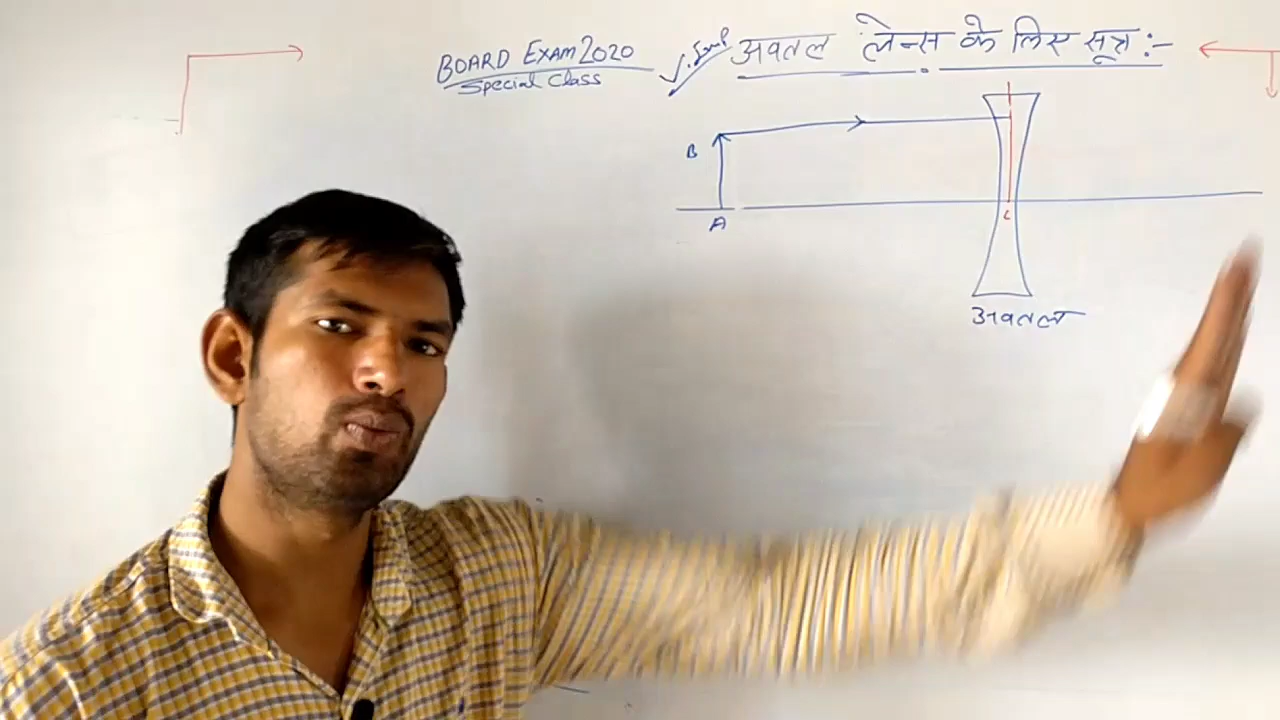 BOARD EXAM 2020
Special Class
अवतल लेन्स के लिए सूत्र :-
B
A
C
अवतल